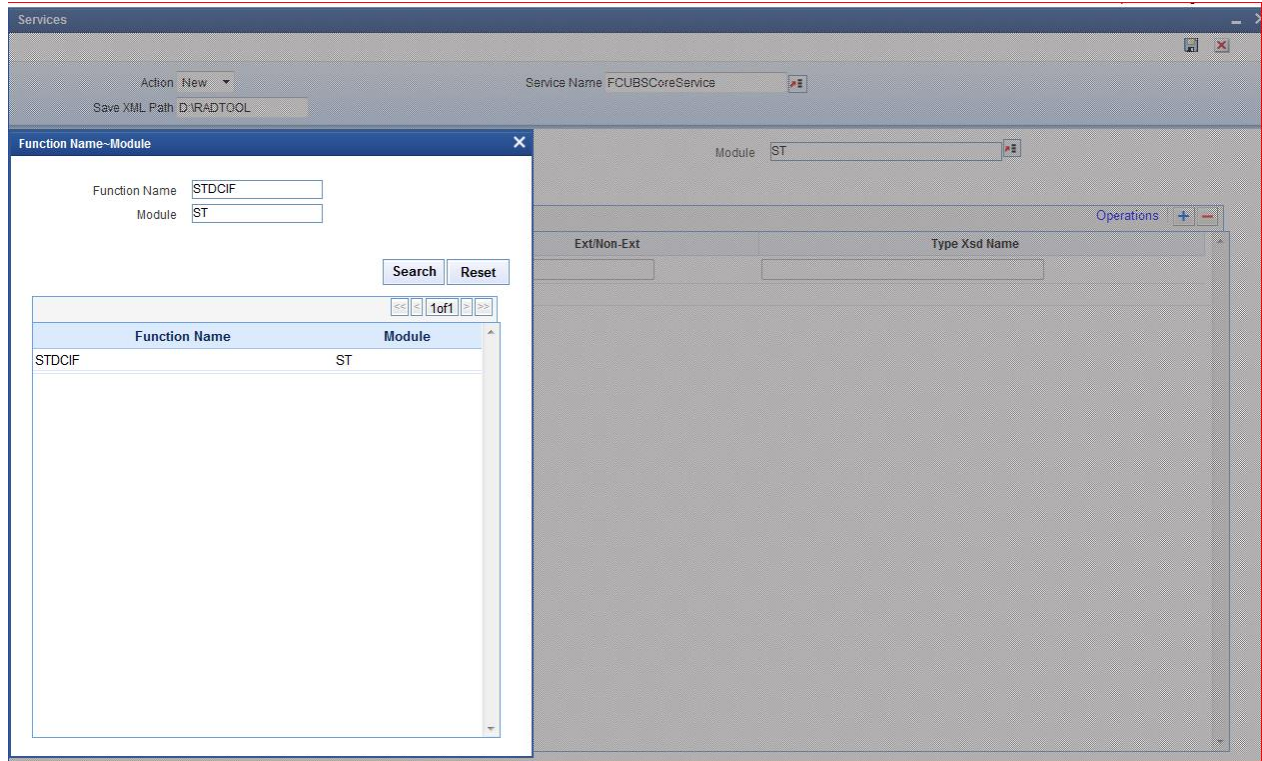 Services
Action New Service Name FCUBSCoreService
Save XML Path D:\RADTOOL
Function Name~Module
Module ST
Function Name STDCIF
Module ST
Operations + −
Ext/Non-Ext Type Xsd Name
Search Reset
<< < 1of1 > >>
Function Name Module
STDCIF ST